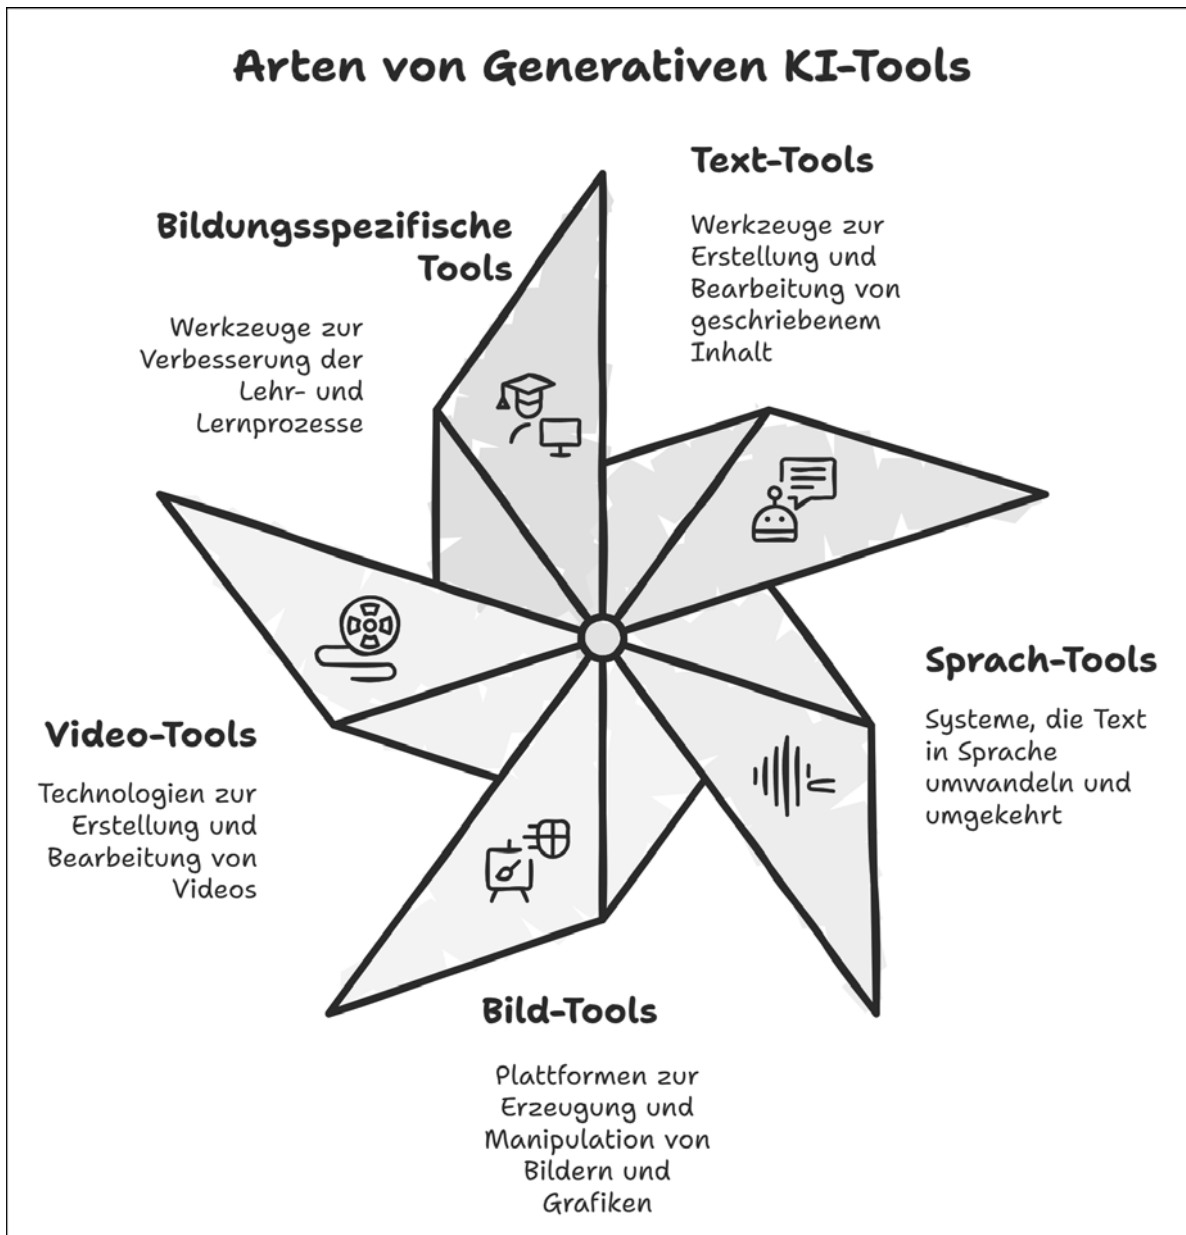 Arten von Generativen KI-Tools
Text-Tools
Werkzeuge zur
Erstellung und
Bearbeitung von
geschriebenem
Inhalt
Bildungsspezifische
Tools
Werkzeuge zur
Verbesserung der
Lehr- und
Lernprozesse
Sprach-Tools
Systeme, die Text
in Sprache
umwandeln und
umgekehrt
Video-Tools
Technologien zur
Erstellung und
Bearbeitung von
Videos
Bild-Tools
Plattformen zur
Erzeugung und
Manipulation von
Bildern und
Grafiken